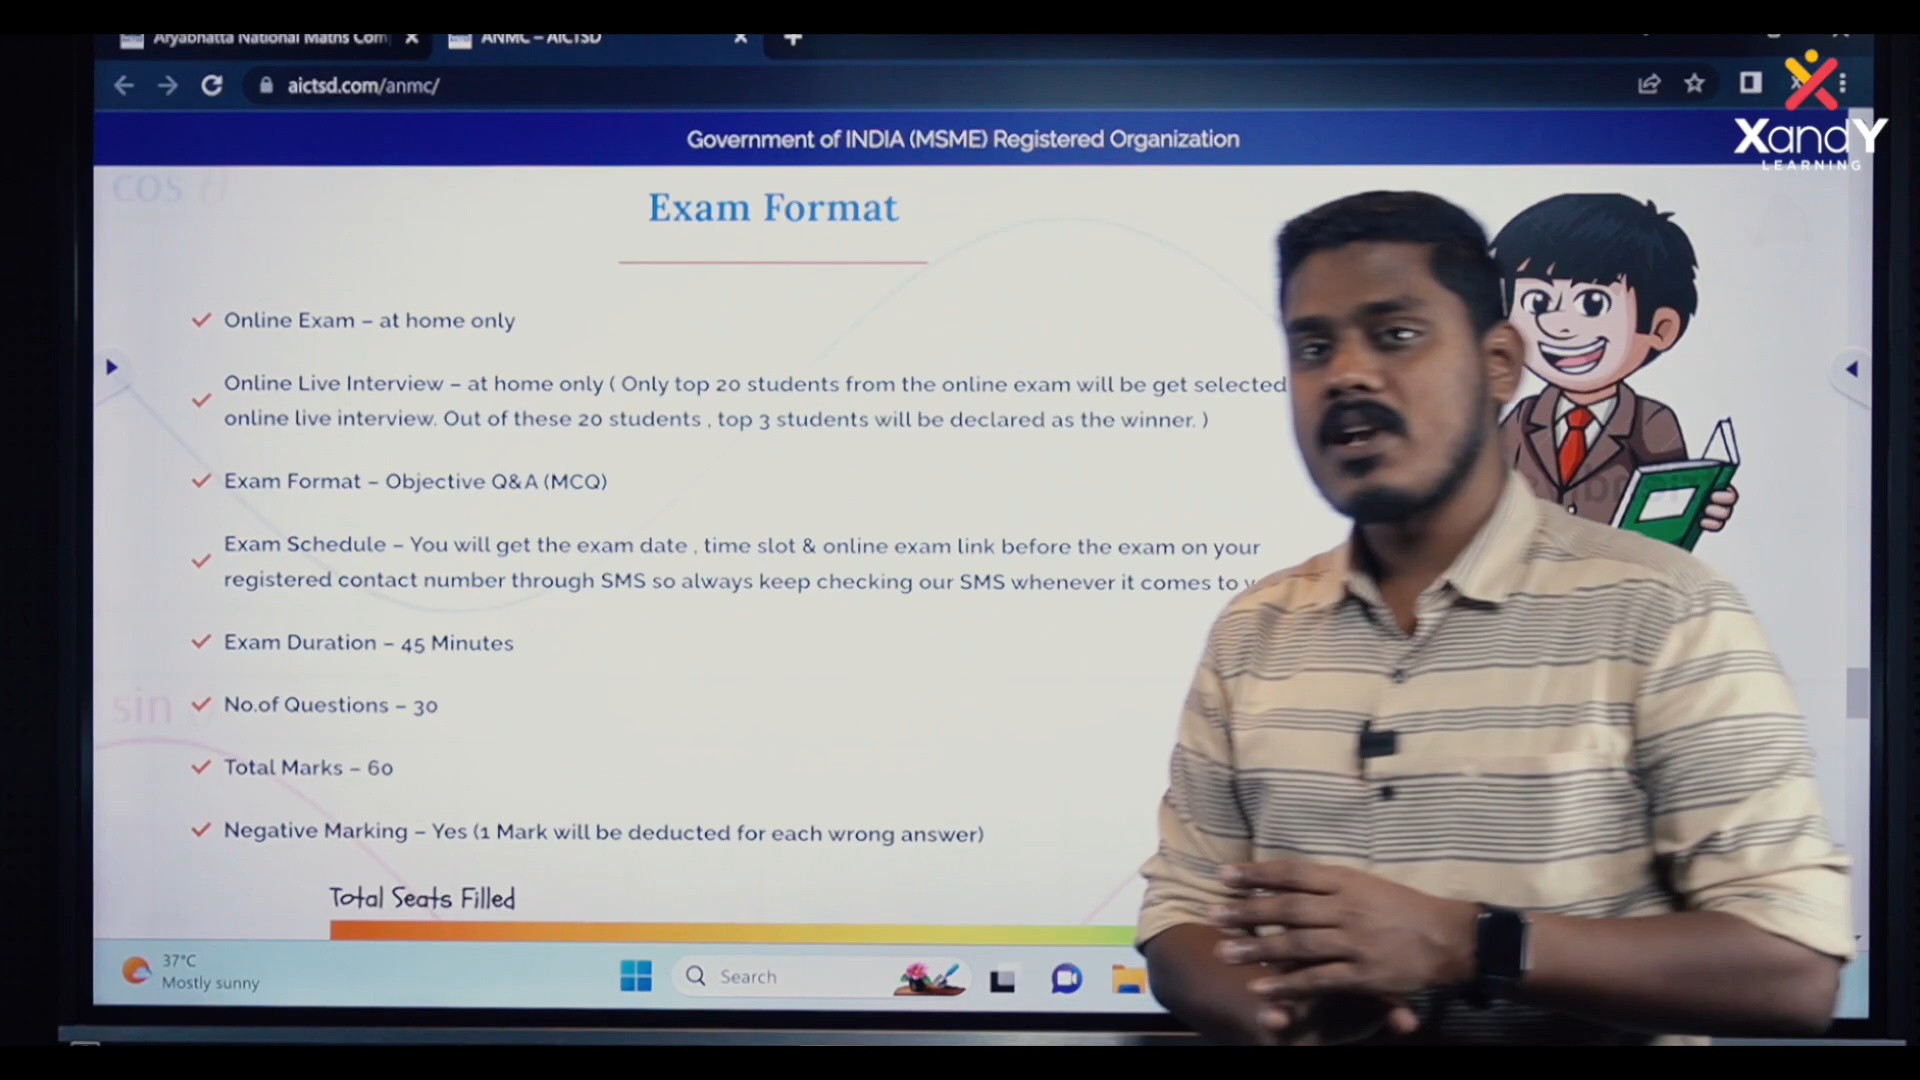 Aryabhatta National Maths Com
ANMC – AICTSD
aictsd.com/anmc/
XandY
LEARNING
Government of INDIA (MSME) Registered Organization
cos θ
Exam Format
Online Exam – at home only
Online Live Interview – at home only ( Only top 20 students from the online exam will be get selected
online live interview. Out of these 20 students , top 3 students will be declared as the winner. )
Exam Format – Objective Q&A (MCQ)
Exam Schedule – You will get the exam date , time slot & online exam link before the exam on your
registered contact number through SMS so always keep checking our SMS whenever it comes to
Exam Duration – 45 Minutes
sin
No.of Questions – 30
Total Marks – 60
Negative Marking – Yes (1 Mark will be deducted for each wrong answer)
Total Seats Filled
37°C
Mostly sunny
Search